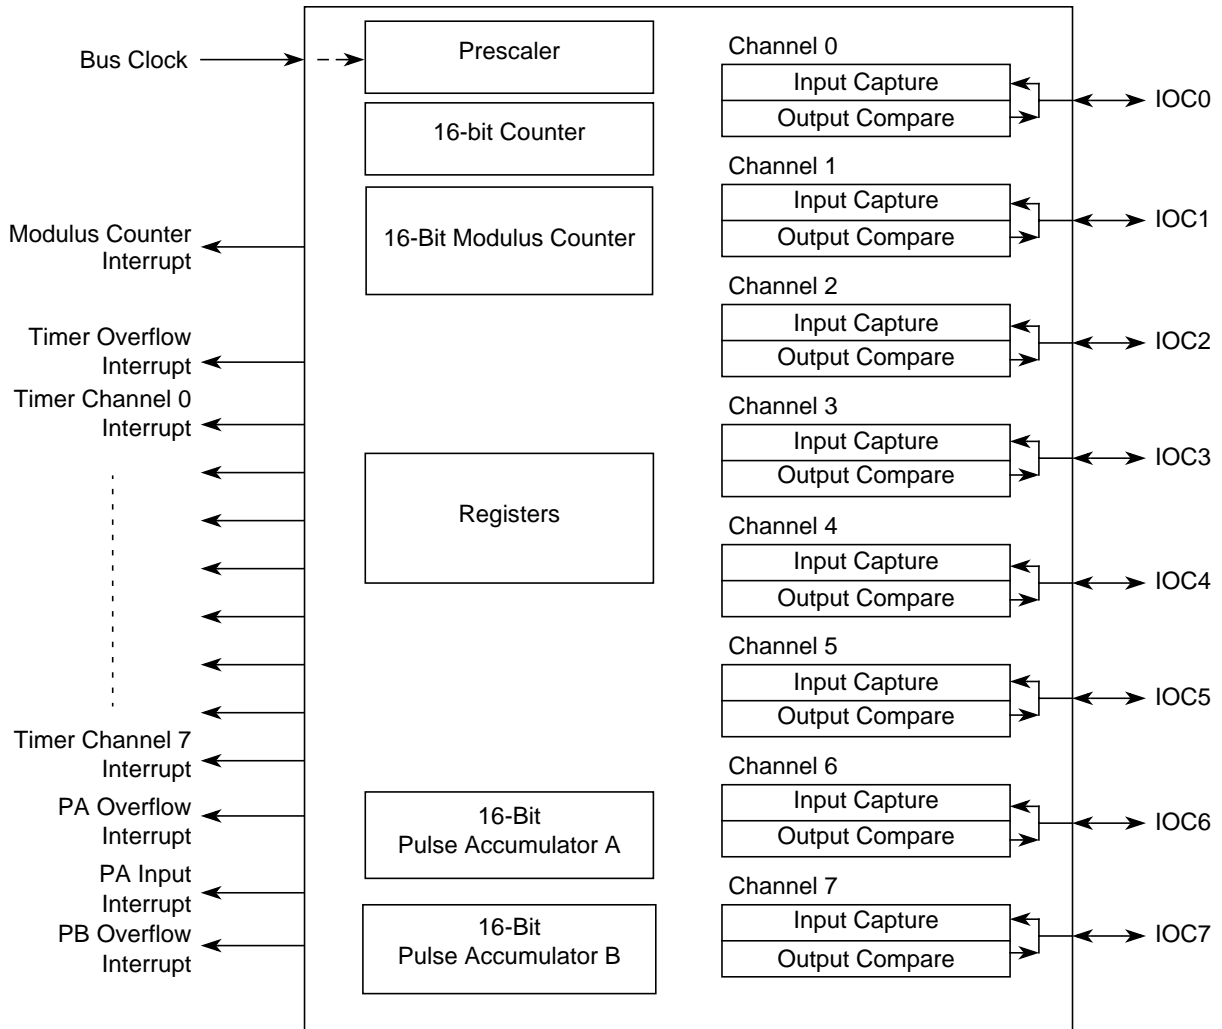 Bus Clock
Modulus Counter
Interrupt
Timer Overflow
Interrupt
Timer Channel 0
Interrupt
Timer Channel 7
Interrupt
PA Overflow
Interrupt
PA Input
Interrupt
PB Overflow
Interrupt
Prescaler
16-bit Counter
16-Bit Modulus Counter
Registers
16-Bit
Pulse Accumulator A
16-Bit
Pulse Accumulator B
Channel 0
Input Capture
Output Compare
IOC0
Channel 1
Input Capture
Output Compare
IOC1
Channel 2
Input Capture
Output Compare
IOC2
Channel 3
Input Capture
Output Compare
IOC3
Channel 4
Input Capture
Output Compare
IOC4
Channel 5
Input Capture
Output Compare
IOC5
Channel 6
Input Capture
Output Compare
IOC6
Channel 7
Input Capture
Output Compare
IOC7